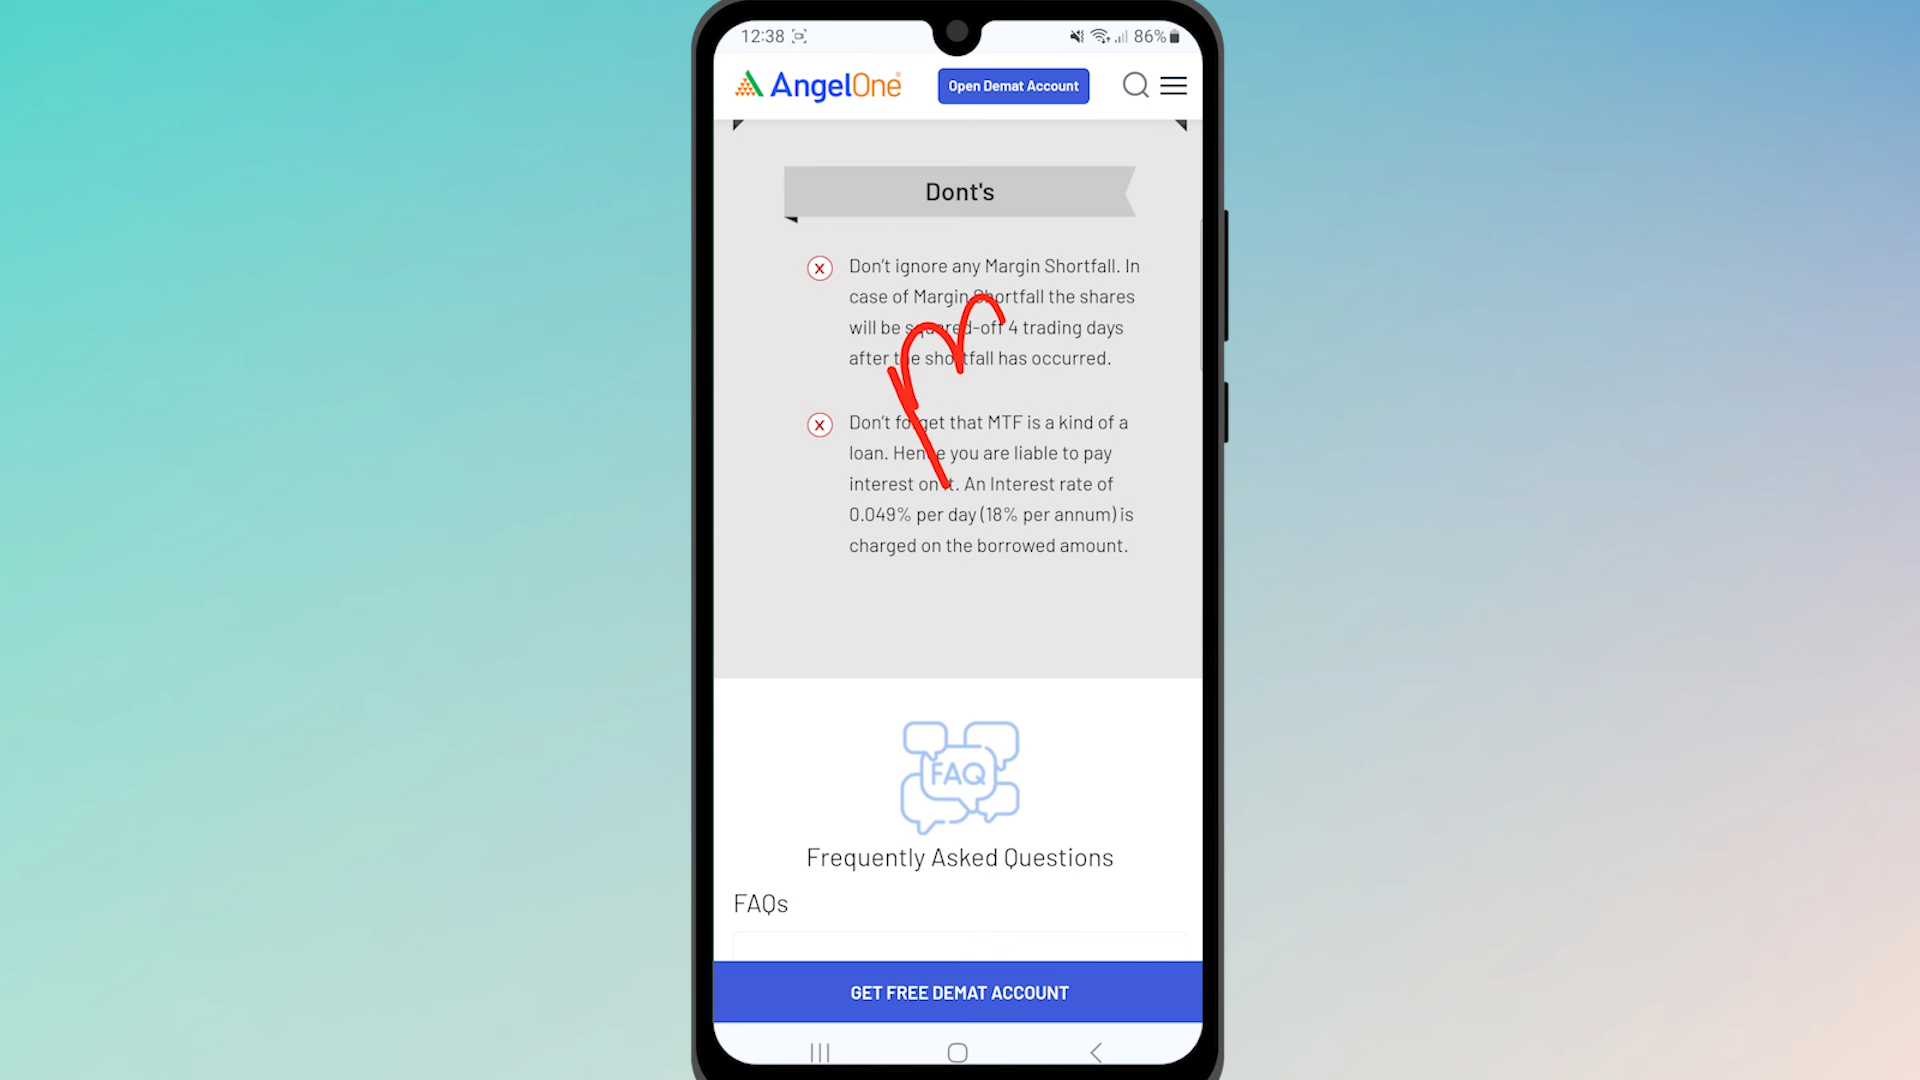 12:38
86%
AngelOne
Open Demat Account
Dont's
X Don't ignore any Margin Shortfall. In
case of Margin Shortfall the shares
will be squared-off 4 trading days
after the shortfall has occurred.
X Don't forget that MTF is a kind of a
loan. Hence you are liable to pay
interest on it. An Interest rate of
0.049% per day (18% per annum) is
charged on the borrowed amount.
FAQ
Frequently Asked Questions
FAQs
GET FREE DEMAT ACCOUNT